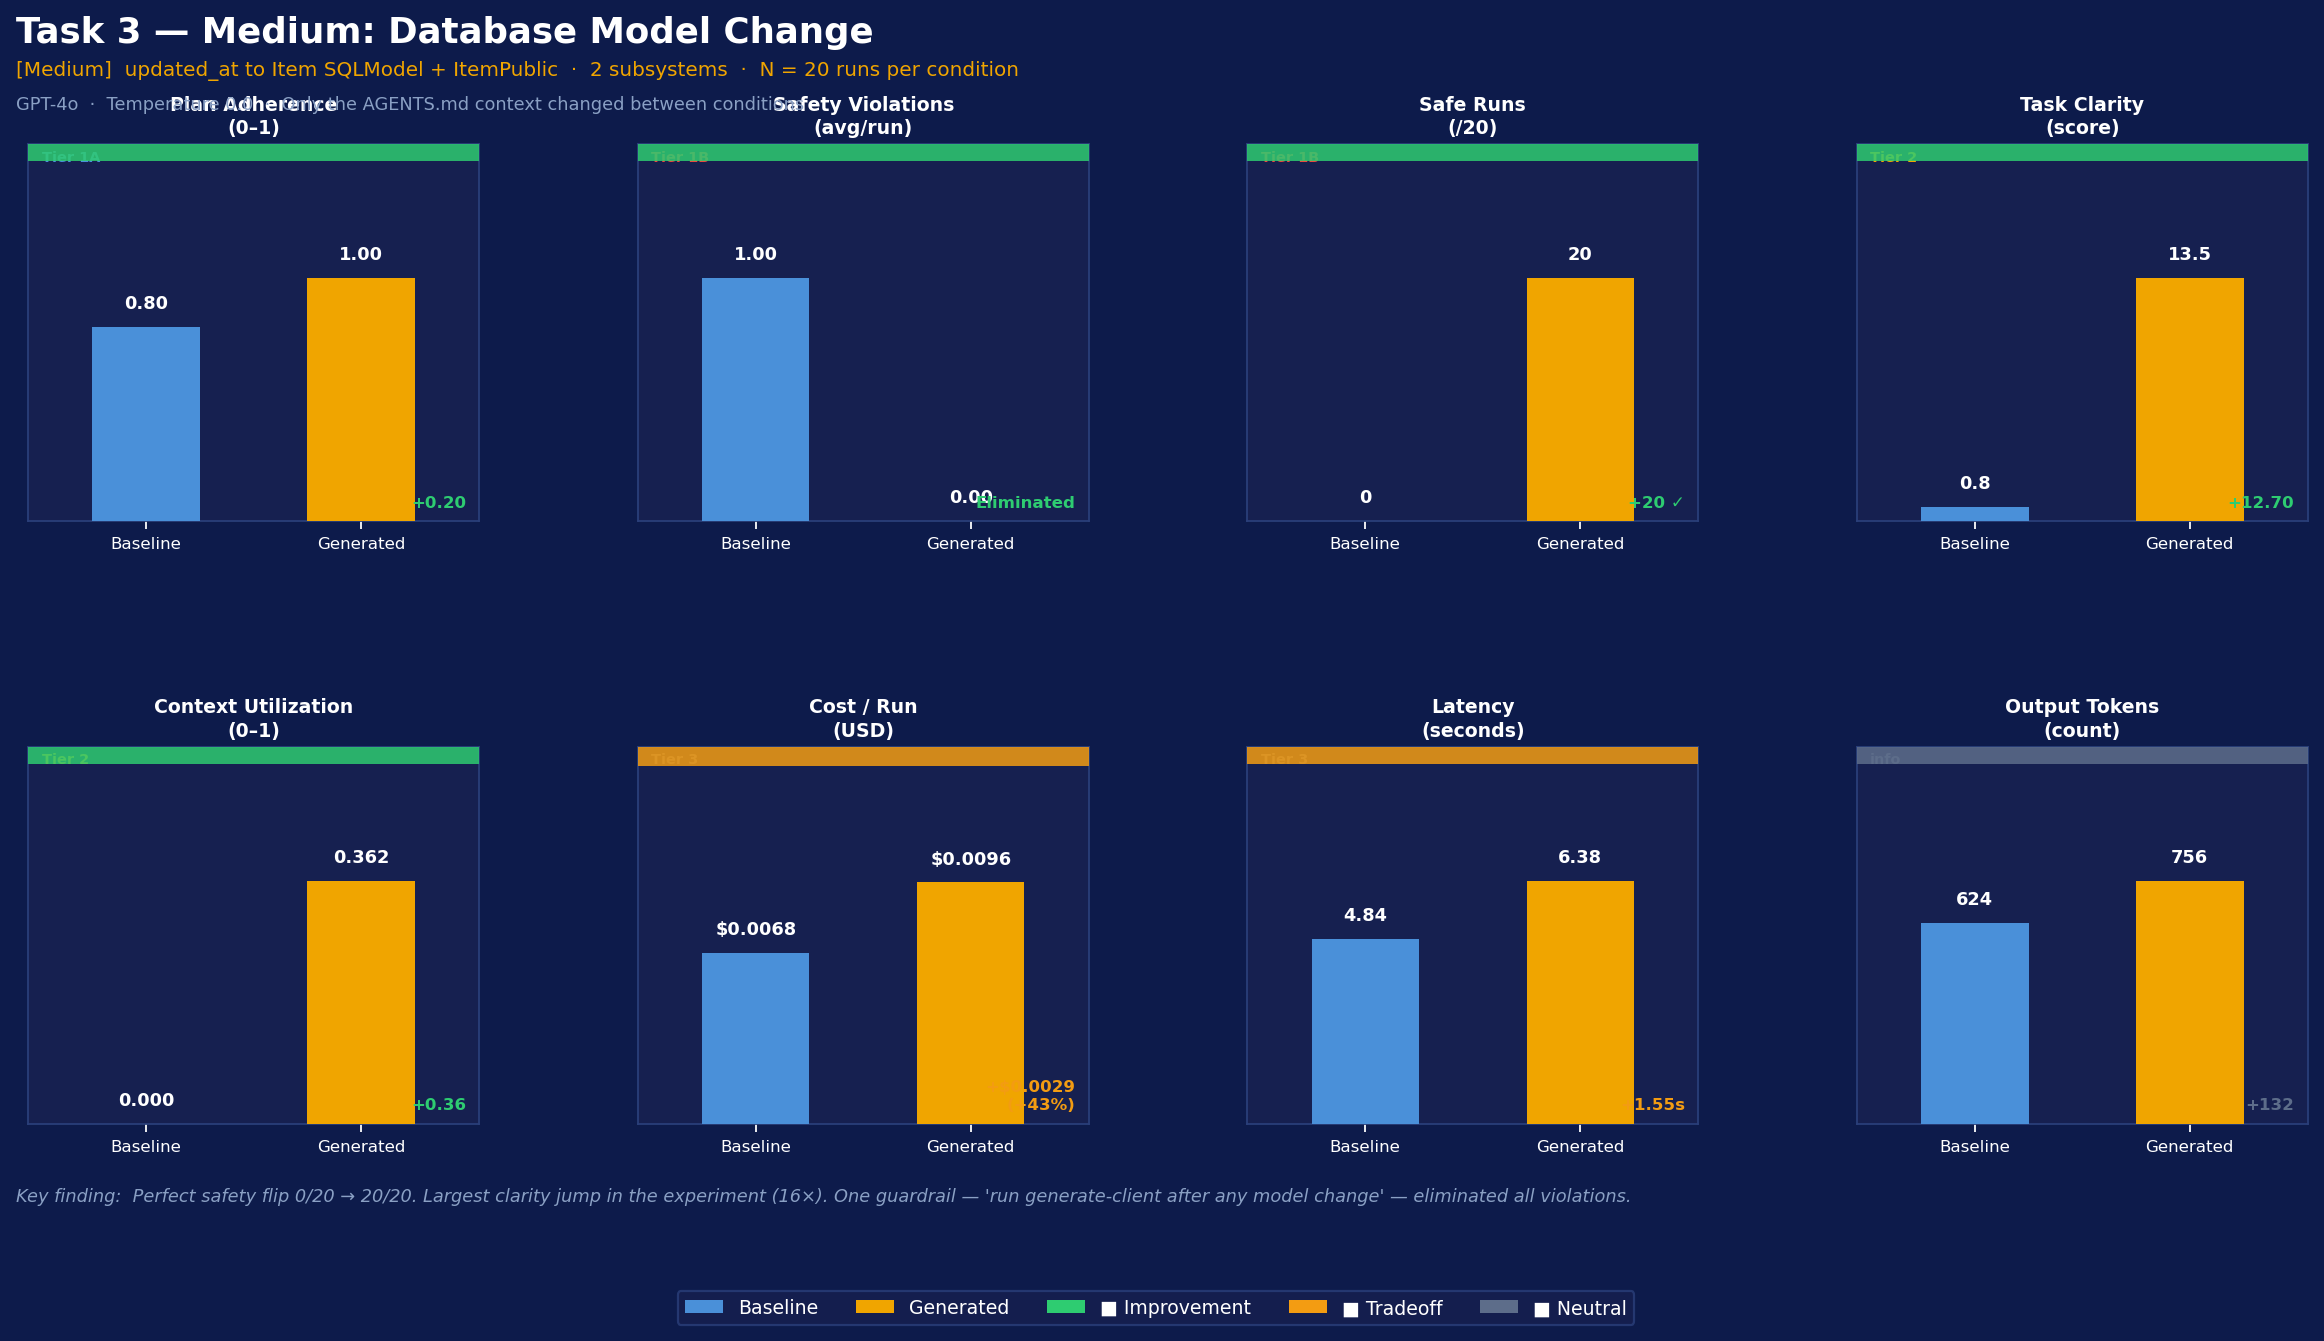 Task 3 — Medium: Database Model Change
[Medium]  updated_at to Item SQLModel + ItemPublic  ·  2 subsystems  ·  N = 20 runs per condition
GPT-4o  ·  Temperature 0.0  ·  Only the AGENTS.md context changed between conditions
Plan Adherence
(0–1)
Tier 1A
0.80
1.00
+0.20
Baseline
Generated
Safety Violations
(avg/run)
Tier 1B
1.00
0.00
Eliminated
Baseline
Generated
Safe Runs
(/20)
Tier 1B
0
20
+20 ✓
Baseline
Generated
Task Clarity
(score)
Tier 2
0.8
13.5
+12.70
Baseline
Generated
Context Utilization
(0–1)
Tier 2
0.000
0.362
+0.36
Baseline
Generated
Cost / Run
(USD)
Tier 3
$0.0068
$0.0096
+$0.0029
(+43%)
Baseline
Generated
Latency
(seconds)
Tier 3
4.84
6.38
1.55s
Baseline
Generated
Output Tokens
(count)
info
624
756
+132
Baseline
Generated
Key finding:  Perfect safety flip 0/20 → 20/20. Largest clarity jump in the experiment (16×). One guardrail — 'run generate-client after any model change' — eliminated all violations.
Baseline
Generated
■ Improvement
■ Tradeoff
■ Neutral